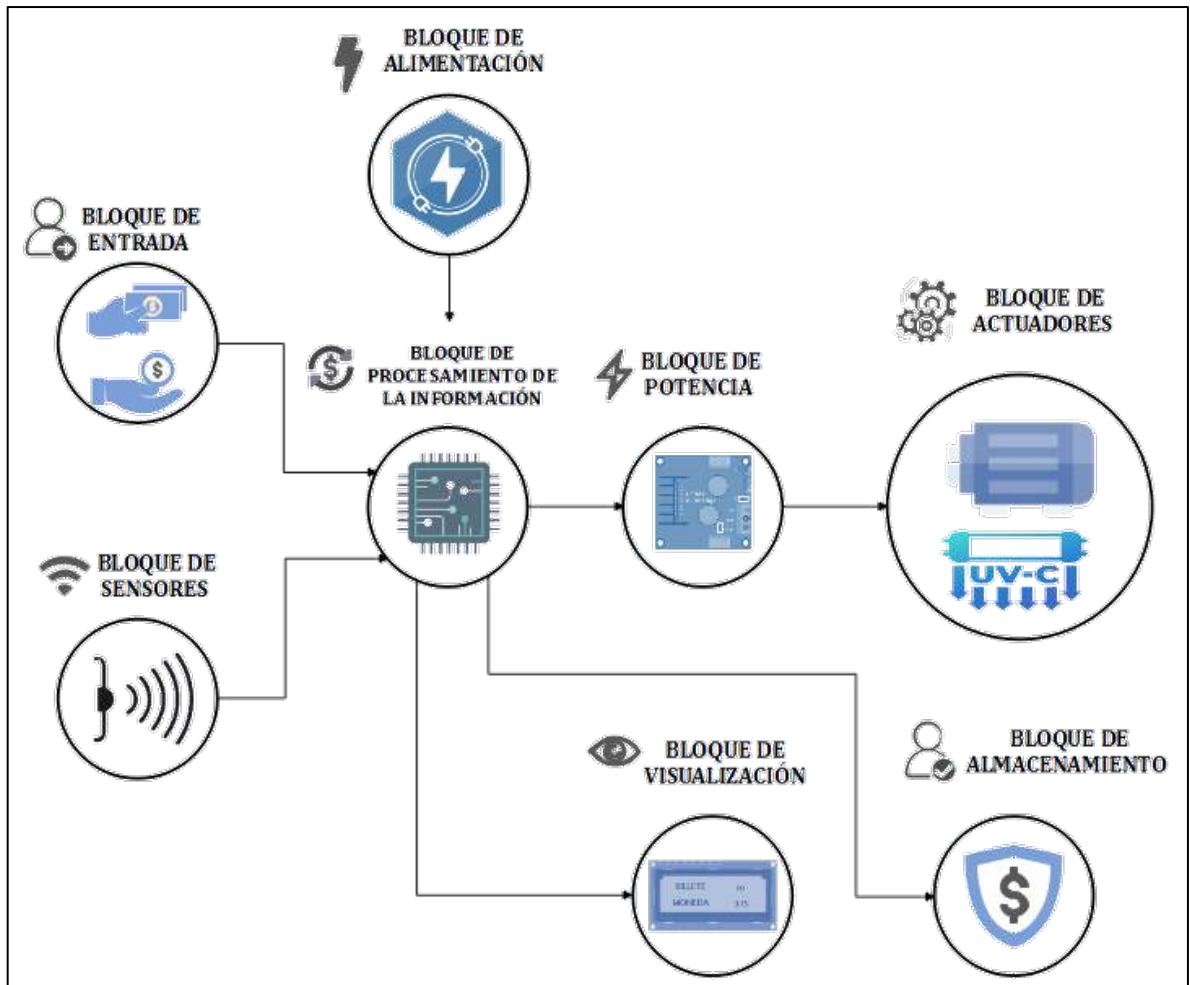 BLOQUE DE
ALIMENTACIÓN
BLOQUE DE
ENTRADA
BLOQUE DE
ACTUADORES
BLOQUE DE
PROCESAMIENTO DE
LA INFORMACIÓN
BLOQUE DE
POTENCIA
BLOQUE DE
SENSORES
UV-C
BLOQUE DE
VISUALIZACIÓN
BLOQUE DE
ALMACENAMIENTO
BILLETE
MONEDA
$